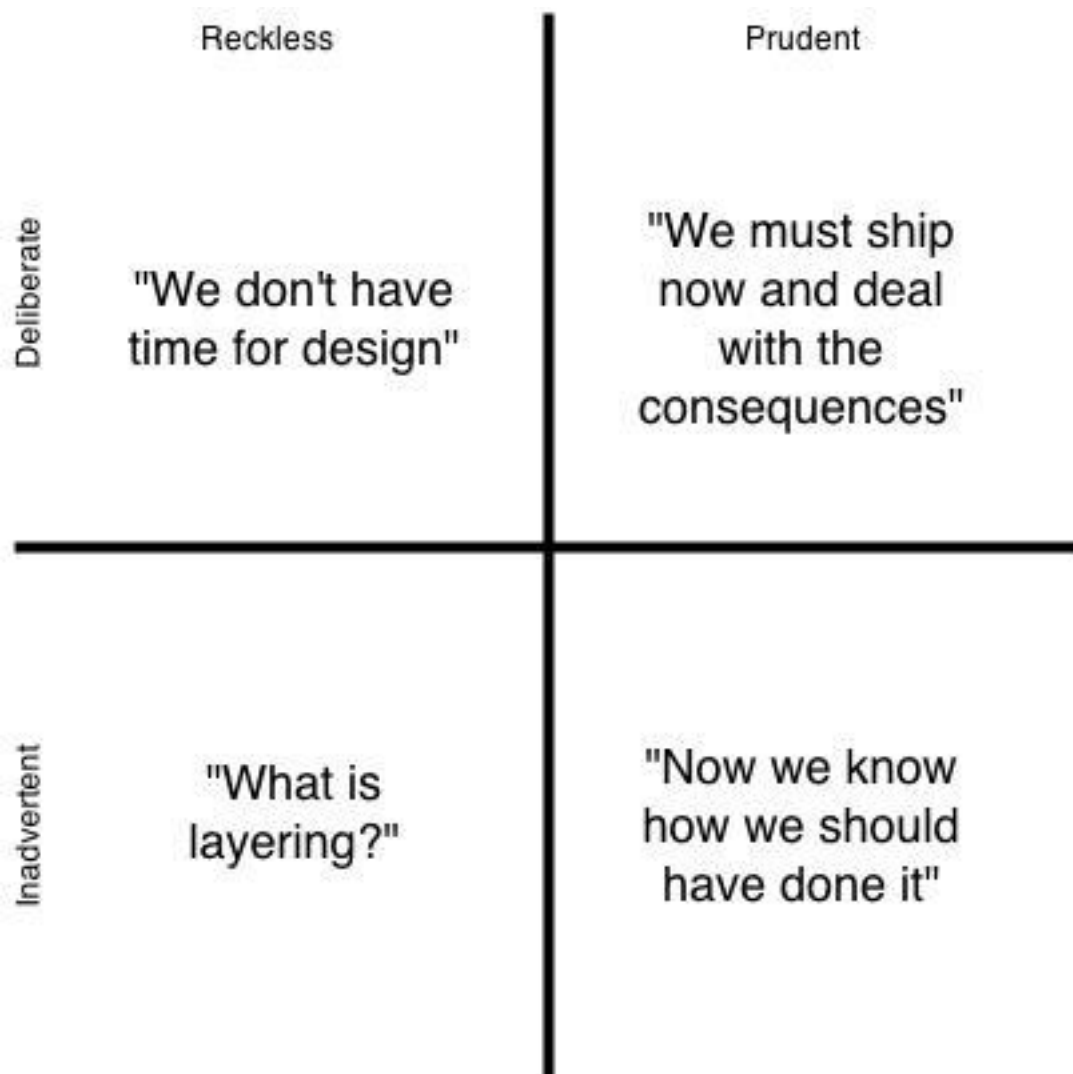 Reckless
Prudent
Deliberate
"We don't have
time for design"
"We must ship
now and deal
with the
consequences"
Inadvertent
"What is
layering?"
"Now we know
how we should
have done it"